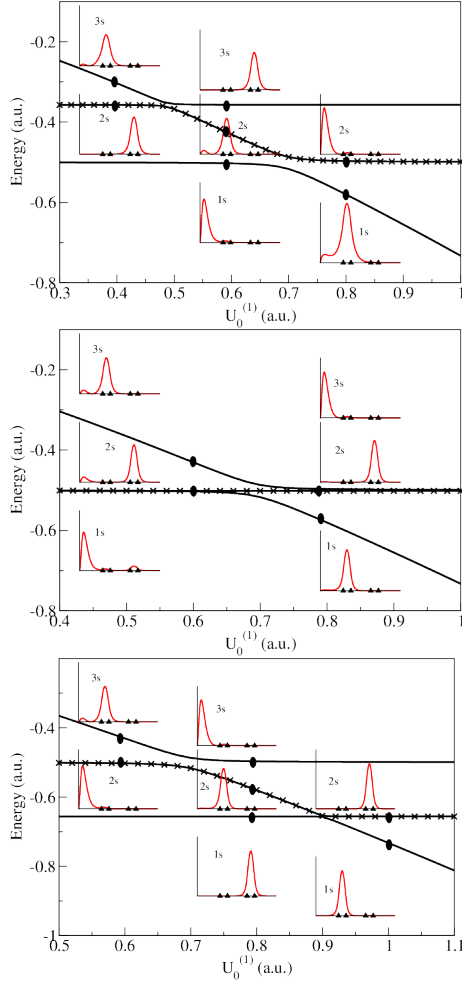 -0.2
-0.4
-0.6
-0.8
Energy (a.u.)
3s
3s
2s
2s
2s
1s
1s
0.3 0.4 0.5 0.6 0.7 0.8 0.9 1
U0(1) (a.u.)
-0.2
-0.4
-0.6
-0.8
Energy (a.u.)
3s
3s
2s
2s
1s
1s
0.4 0.5 0.6 0.7 0.8 0.9 1
U0(1) (a.u.)
-0.4
-0.6
-0.8
-1
Energy (a.u.)
3s
3s
2s
2s
2s
1s
1s
0.5 0.6 0.7 0.8 0.9 1 1.1
U0(1) (a.u.)